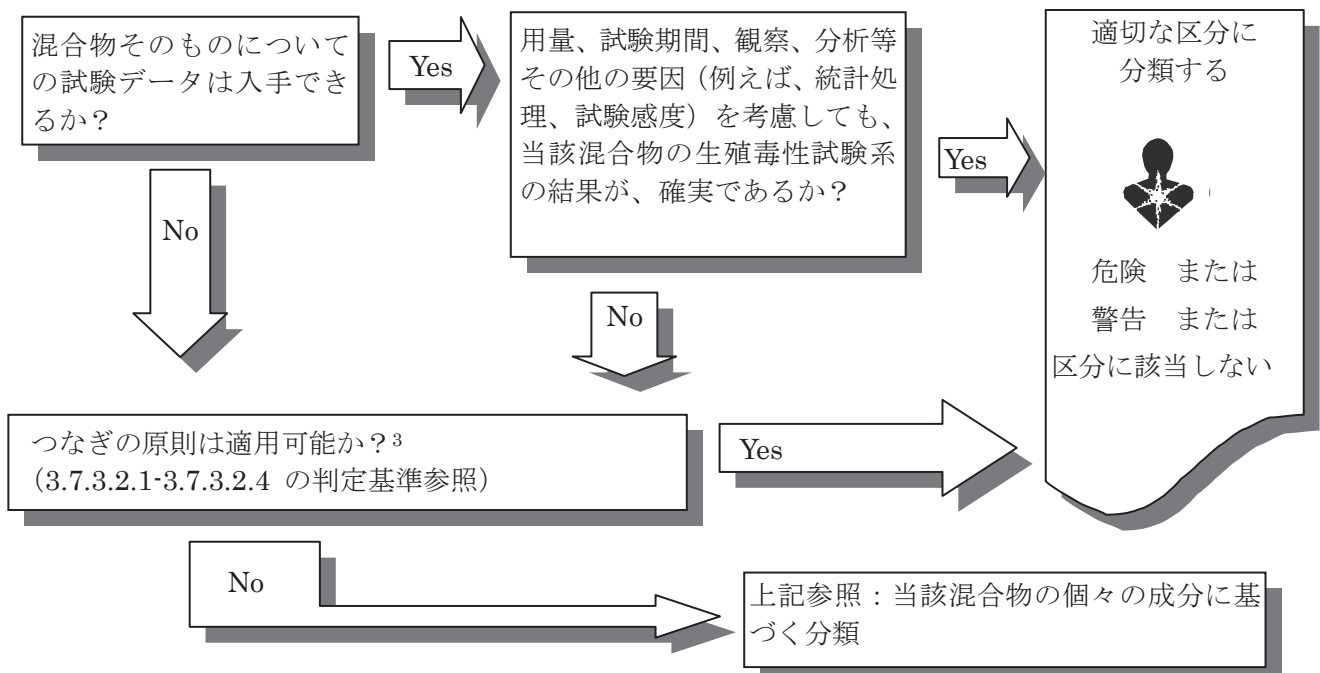 混合物そのものについて
の試験データは入手でき
るか？
Yes
用量、試験期間、観察、分析等
その他の要因（例えば、統計処
理、試験感度）を考慮しても、
当該混合物の生殖毒性試験系
の結果が、確実であるか？
Yes
適切な区分に
分類する
危険　または
警告　または
区分に該当しない
No
No
つなぎの原則は適用可能か？3
（3.7.3.2.1-3.7.3.2.4 の判定基準参照）
Yes
No
上記参照：当該混合物の個々の成分に基
づく分類